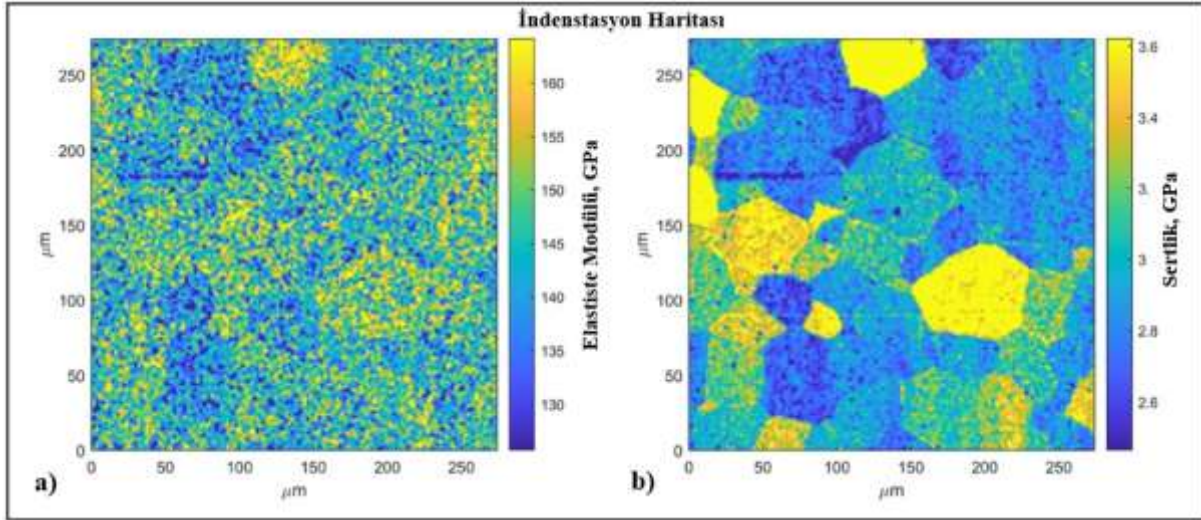 İndenstasyon Haritası
250
200
150
100
50
0
μm
0 50 100 150 200 250
μm
a)
160
155
150
145
140
135
130
Elastiste Modülü, GPa
250
200
150
100
50
0
μm
0 50 100 150 200 250
μm
b)
3.6
3.4
3.
3
2.8
2.6
Sertlik, GPa